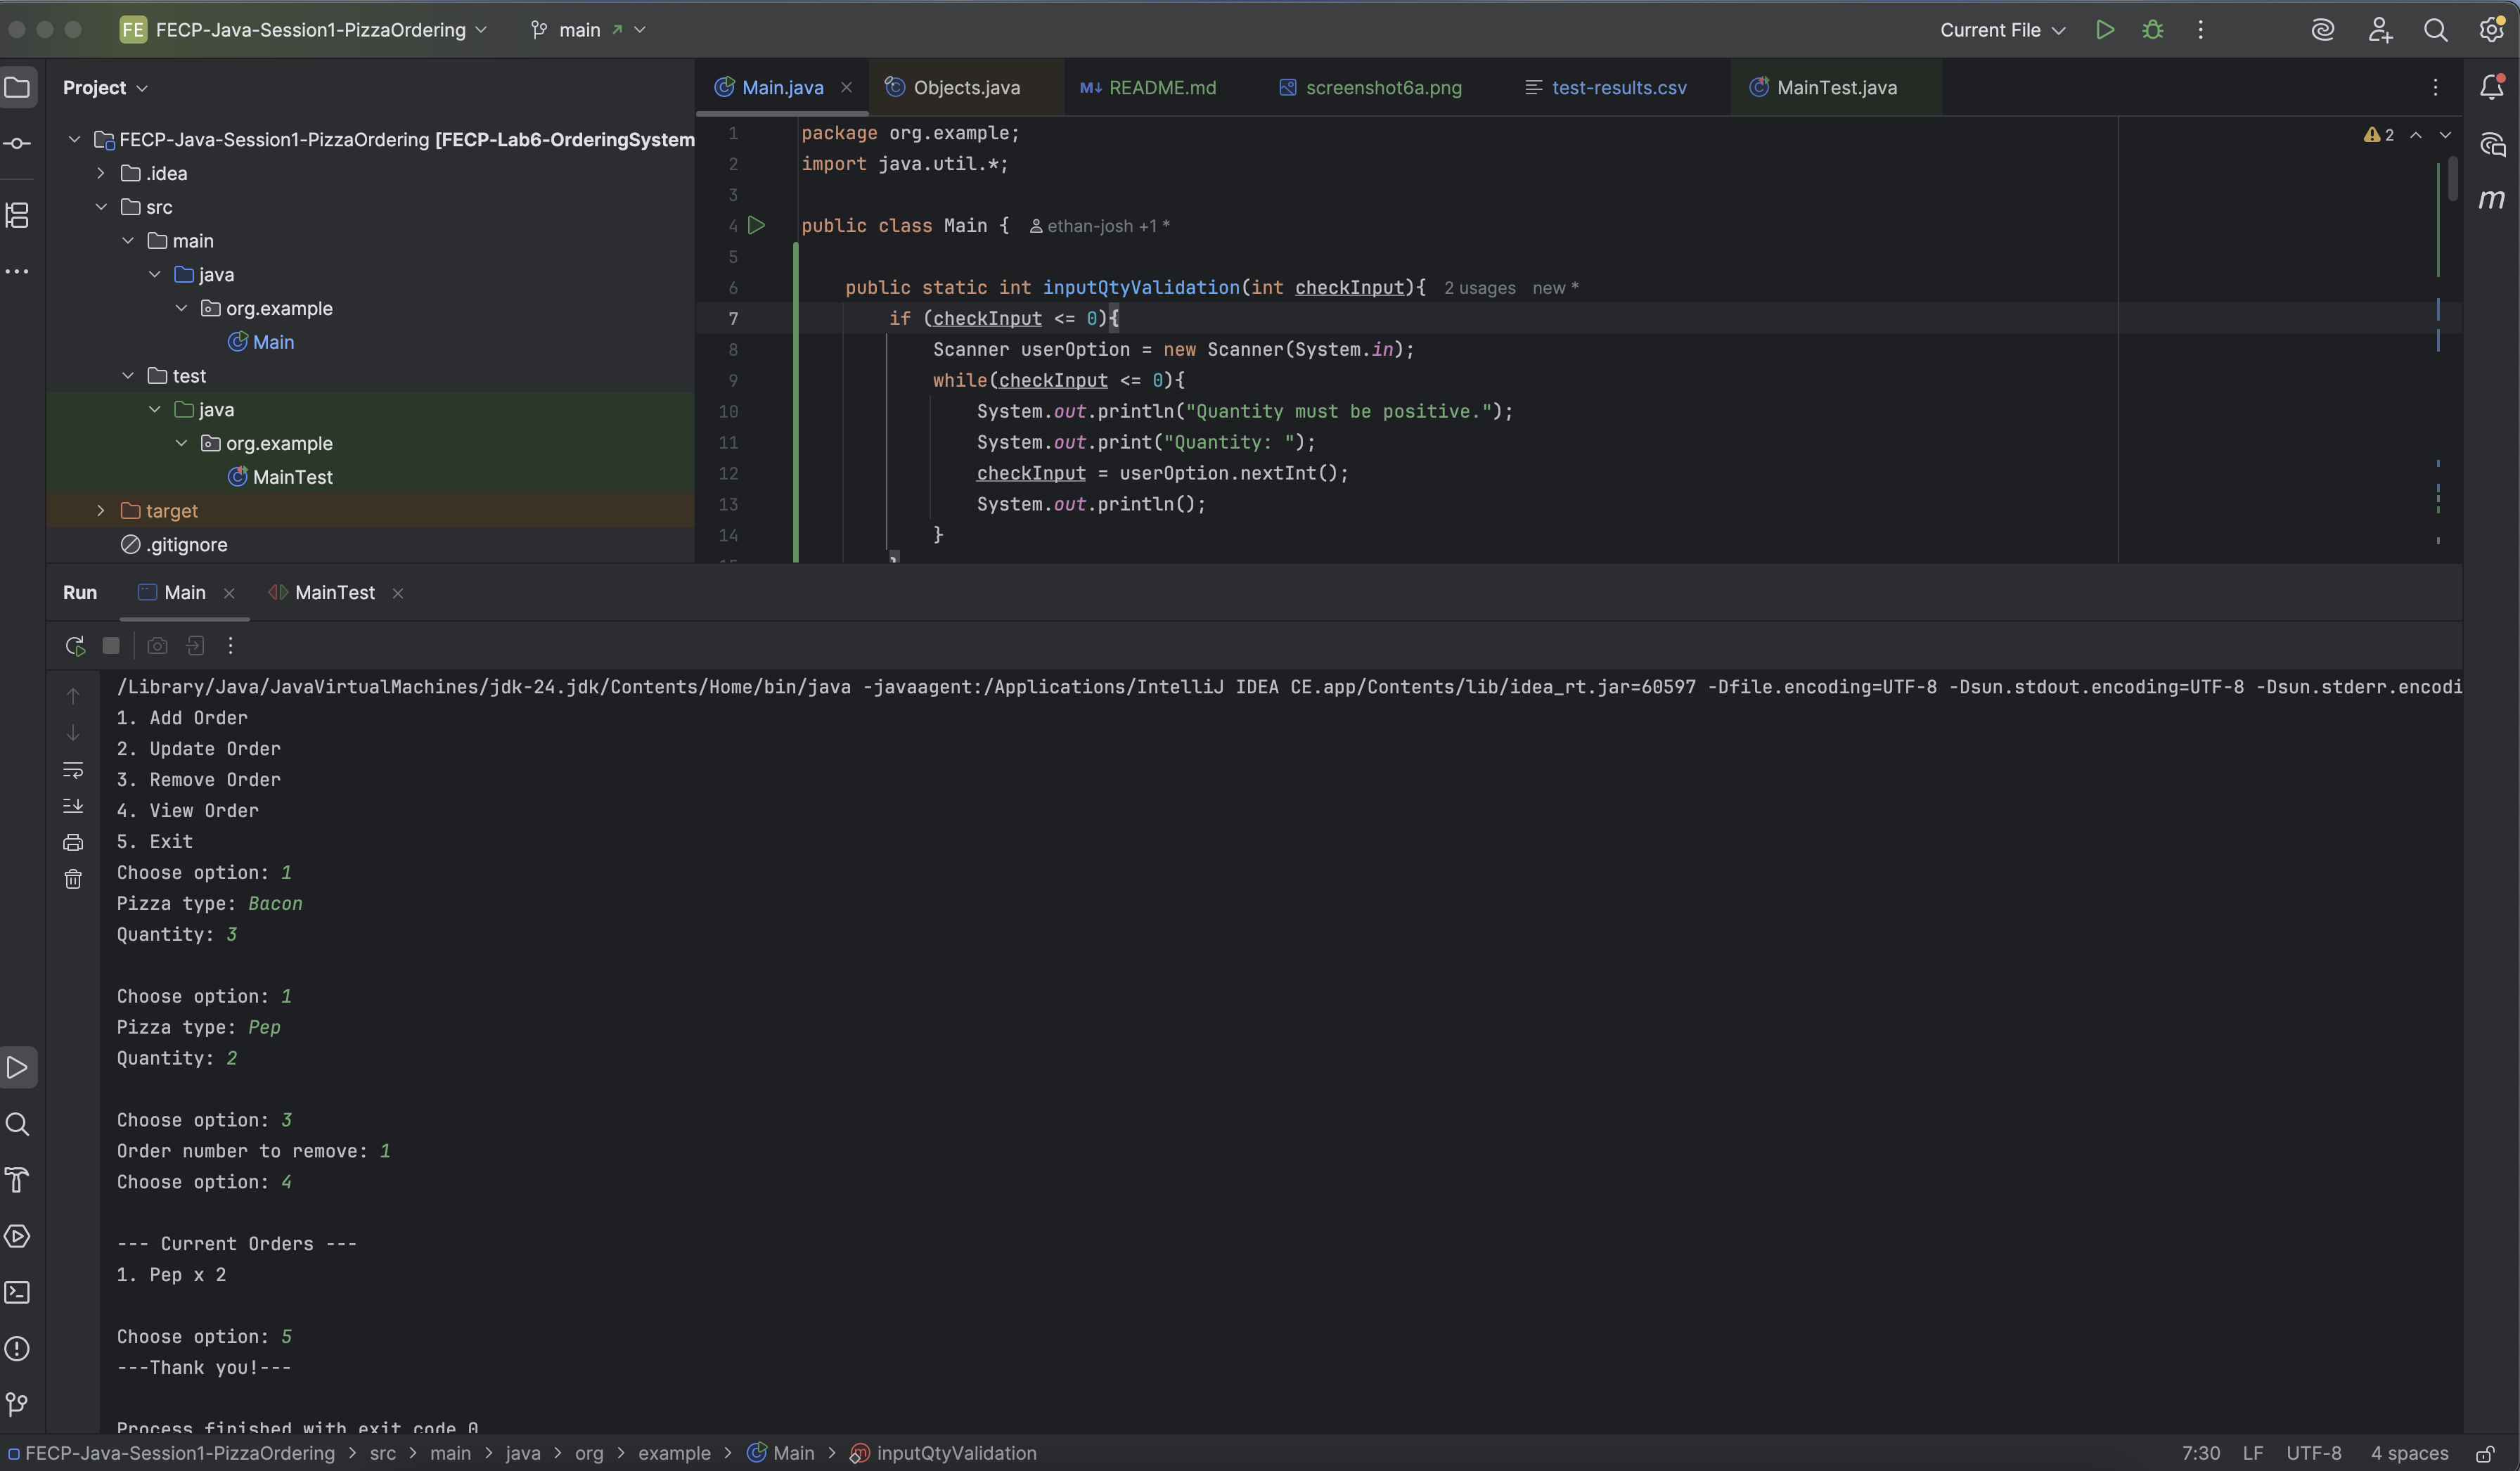 FE FECP-Java-Session1-PizzaOrdering main Current File
Project
Main.java Objects.java M↓ README.md screenshot6a.png test-results.csv MainTest.java
FECP-Java-Session1-PizzaOrdering [FECP-Lab6-OrderingSystem
.idea
src
main
java
org.example
Main
test
java
org.example
MainTest
target
.gitignore
2
1 package org.example;
2 import java.util.*;
3
4 public class Main { ethan-josh +1 *
5
6 public static int inputQtyValidation(int checkInput){ 2 usages new *
7 if (checkInput <= 0){
8 Scanner userOption = new Scanner(System.in);
9 while(checkInput <= 0){
10 System.out.println("Quantity must be positive.");
11 System.out.print("Quantity: ");
12 checkInput = userOption.nextInt();
13 System.out.println();
14 }
m
Run Main MainTest
/Library/Java/JavaVirtualMachines/jdk-24.jdk/Contents/Home/bin/java -javaagent:/Applications/IntelliJ IDEA CE.app/Contents/lib/idea_rt.jar=60597 -Dfile.encoding=UTF-8 -Dsun.stdout.encoding=UTF-8 -Dsun.stderr.encodi
1. Add Order
2. Update Order
3. Remove Order
4. View Order
5. Exit
Choose option: 1
Pizza type: Bacon
Quantity: 3
Choose option: 1
Pizza type: Pep
Quantity: 2
Choose option: 3
Order number to remove: 1
Choose option: 4
--- Current Orders ---
1. Pep x 2
Choose option: 5
---Thank you!---
Process finished with exit code 0
FECP-Java-Session1-PizzaOrdering > src > main > java > org > example > Main > inputQtyValidation 7:30 LF UTF-8 4 spaces